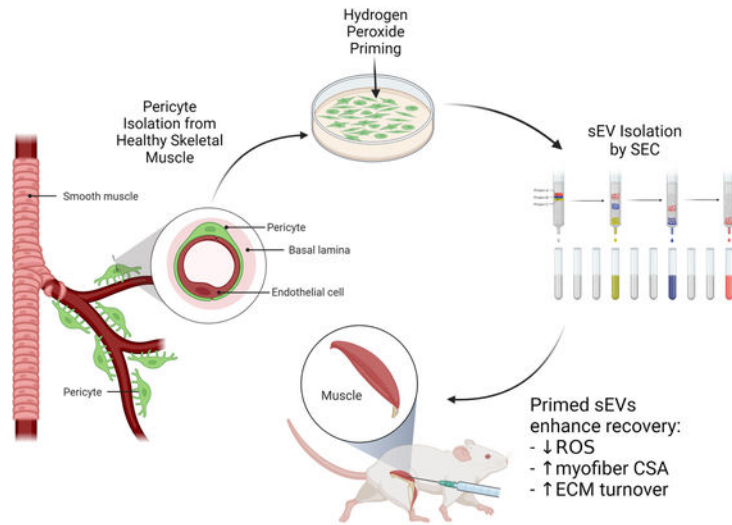 Hydrogen
Peroxide
Priming
Pericyte
Isolation from
Healthy Skeletal
Muscle
sEV Isolation
by SEC
Smooth muscle
Pericyte
Basal lamina
Endothelial cell
Pericyte
Muscle
Primed sEVs
enhance recovery:
- ↓ROS
- ↑myofiber CSA
- ↑ECM turnover